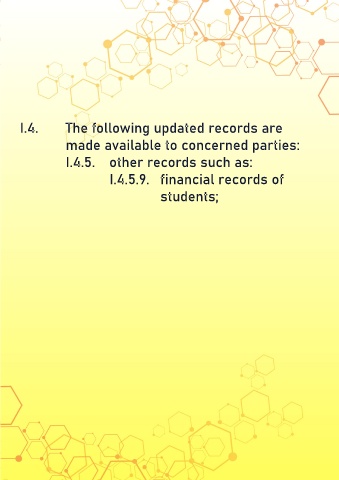 I.4. The following updated records are
made available to concerned parties:
I.4.5. other records such as:
I.4.5.9. financial records of
students;